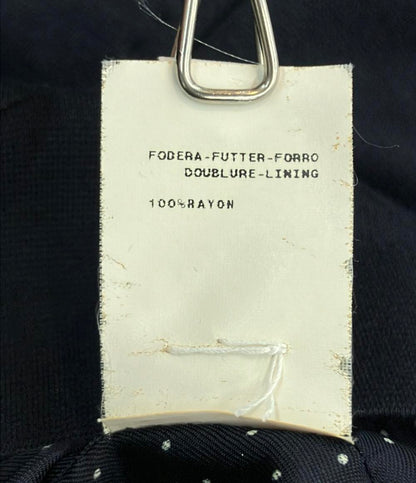 FODERA-FUTTER-FORRO
DOUBLURE-LINING
100%RAYON